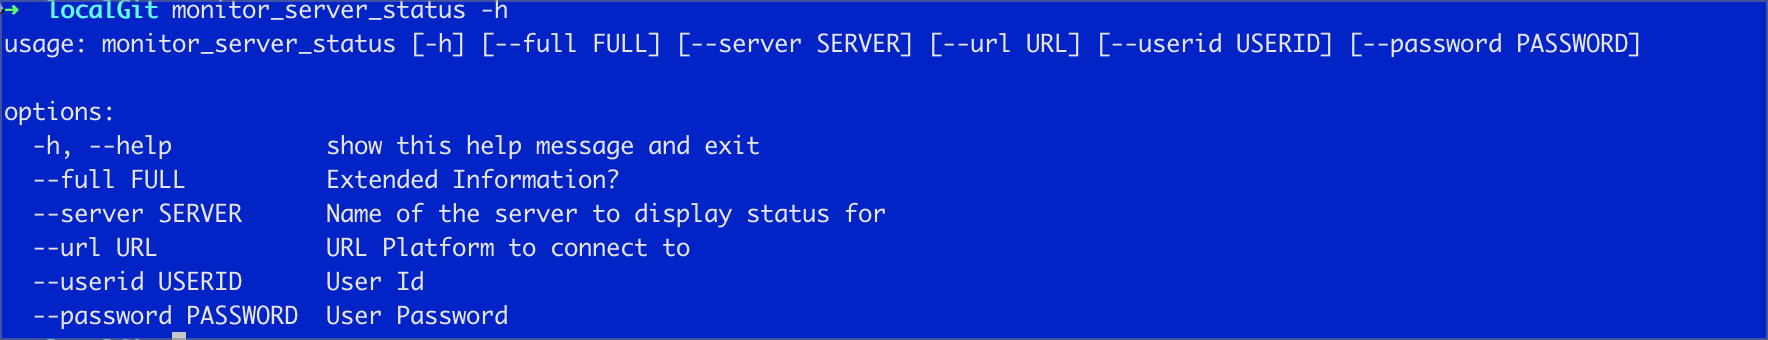 ➜ localGit monitor_server_status -h
usage: monitor_server_status [-h] [--full FULL] [--server SERVER] [--url URL] [--userid USERID] [--password PASSWORD]
options:
-h, --help show this help message and exit
--full FULL Extended Information?
--server SERVER Name of the server to display status for
--url URL URL Platform to connect to
--userid USERID User Id
--password PASSWORD User Password